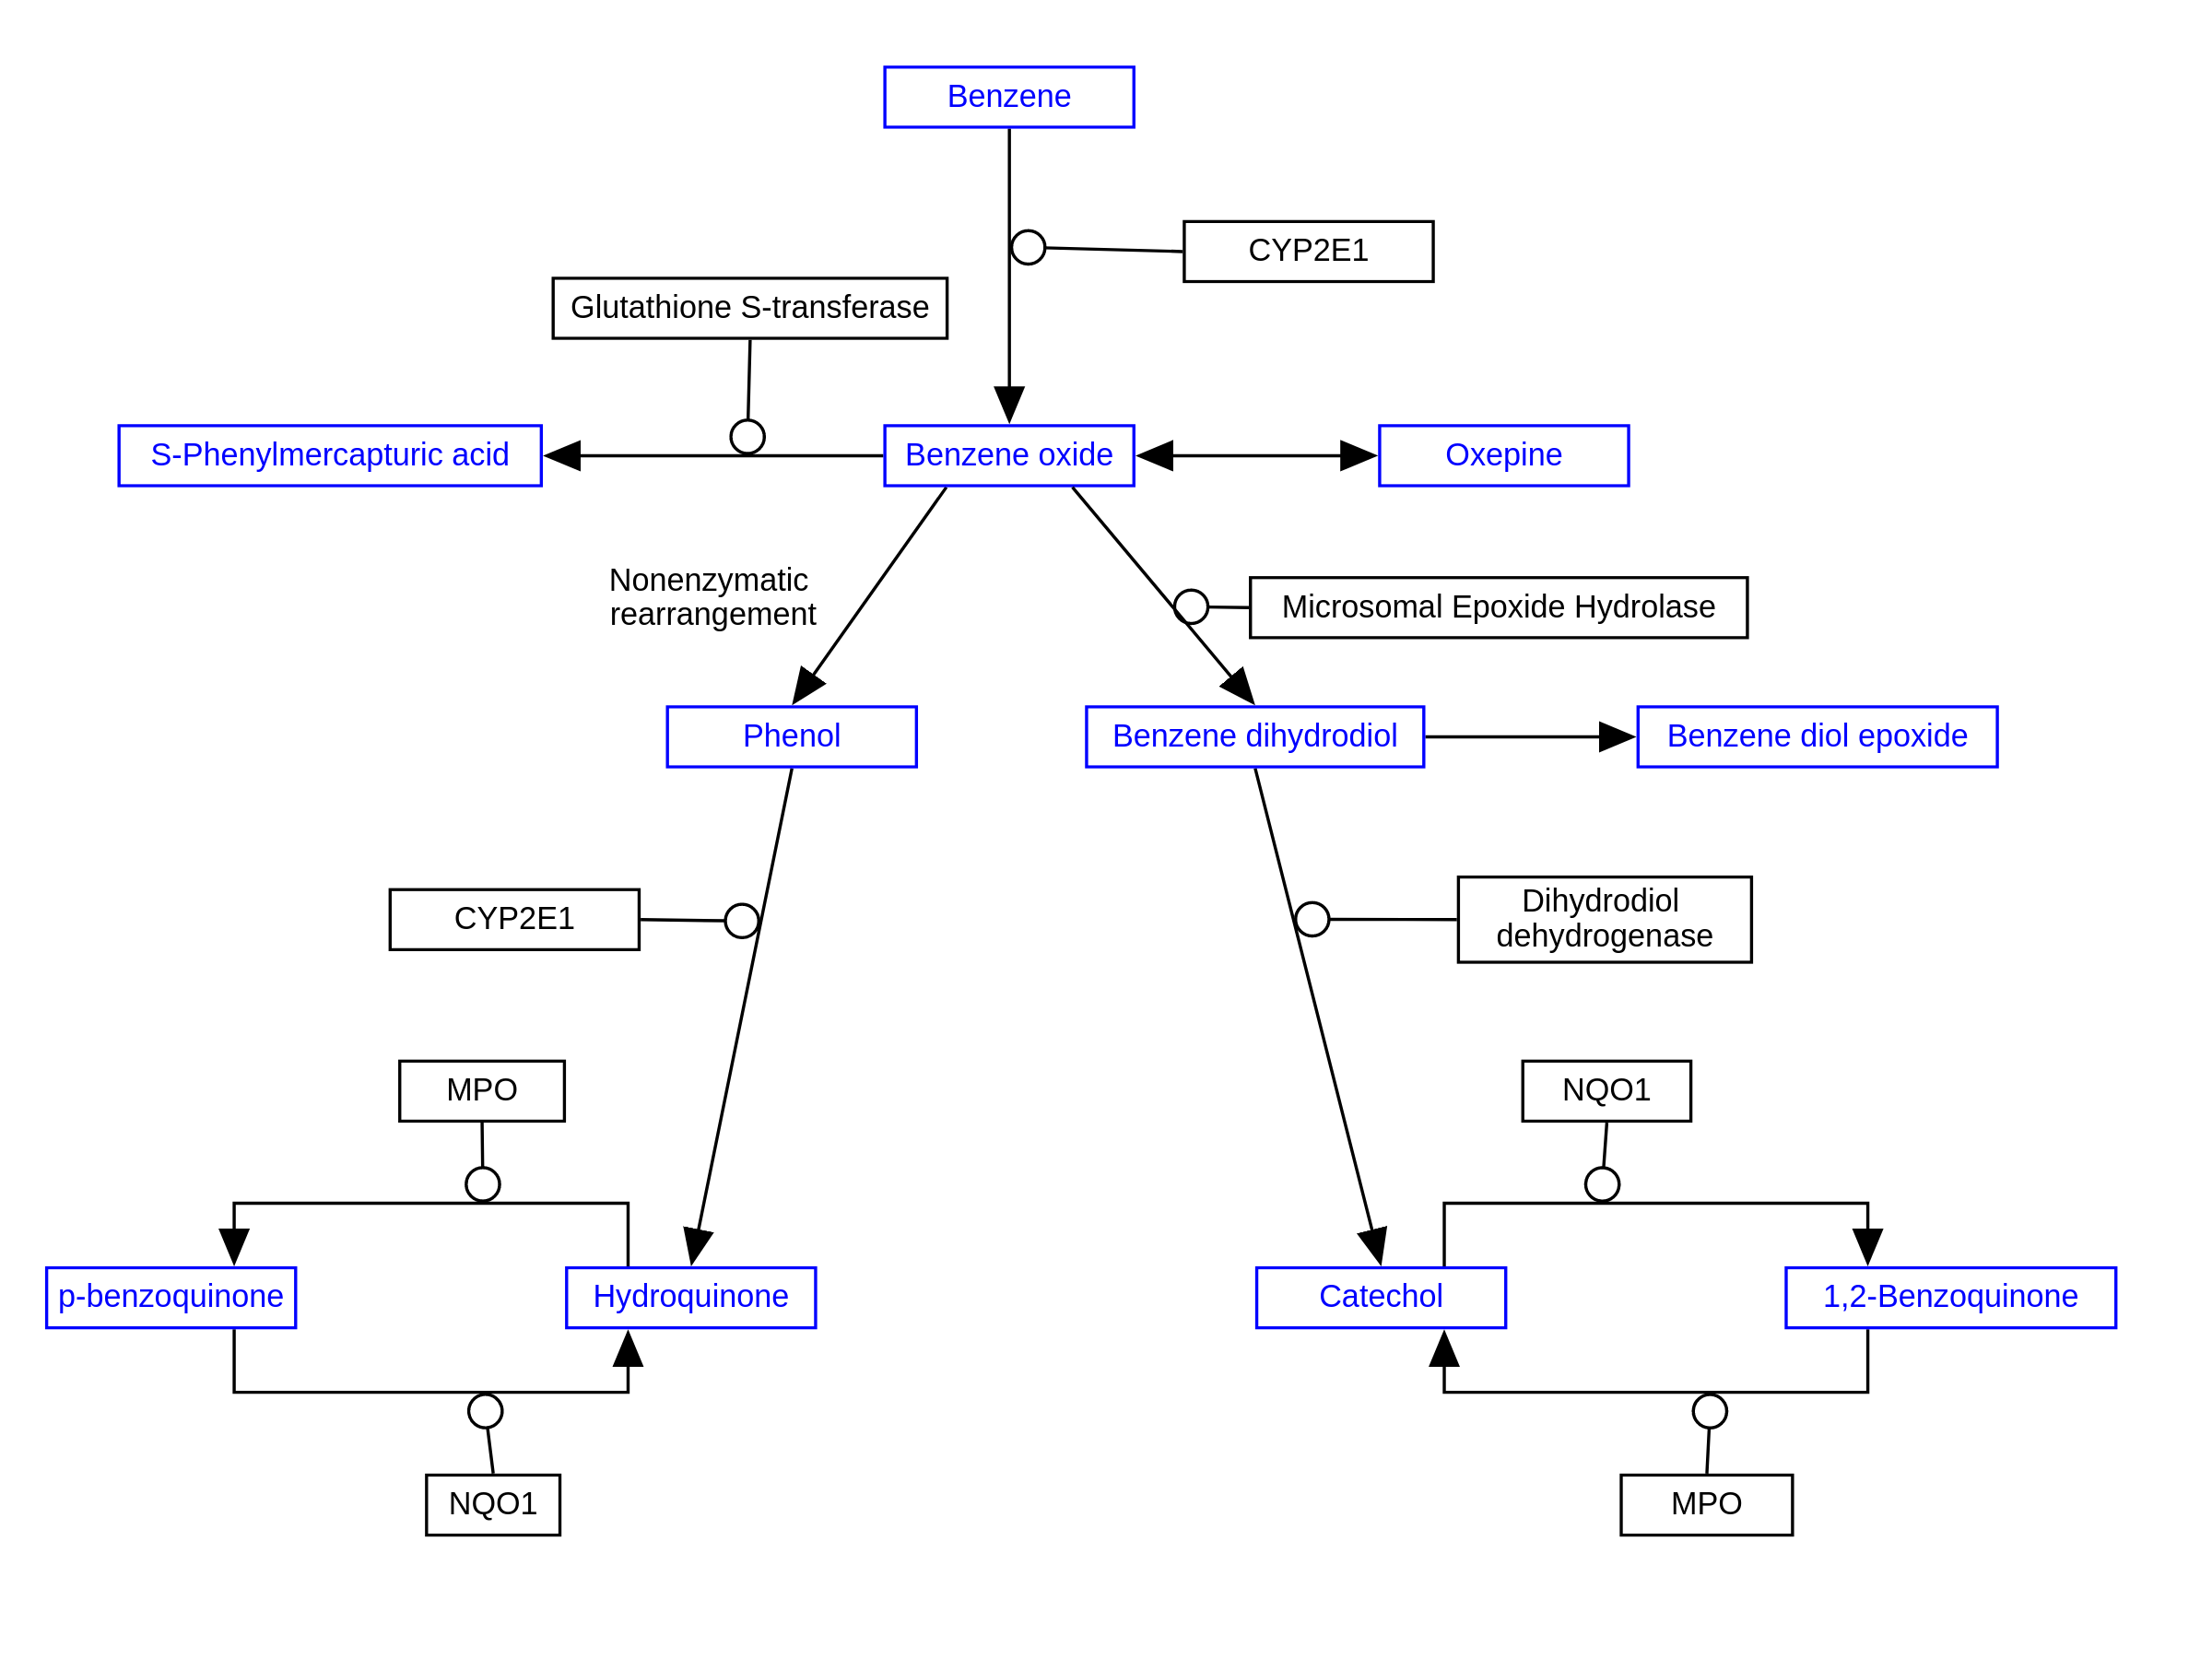 Benzene
CYP2E1
Glutathione S-transferase
S-Phenylmercapturic acid
Benzene oxide
Oxepine
Nonenzymatic
rearrangement
Microsomal Epoxide Hydrolase
Phenol
Benzene dihydrodiol
Benzene diol epoxide
CYP2E1
Dihydrodiol
dehydrogenase
MPO
NQO1
p-benzoquinone
Hydroquinone
Catechol
1,2-Benzoquinone
NQO1
MPO